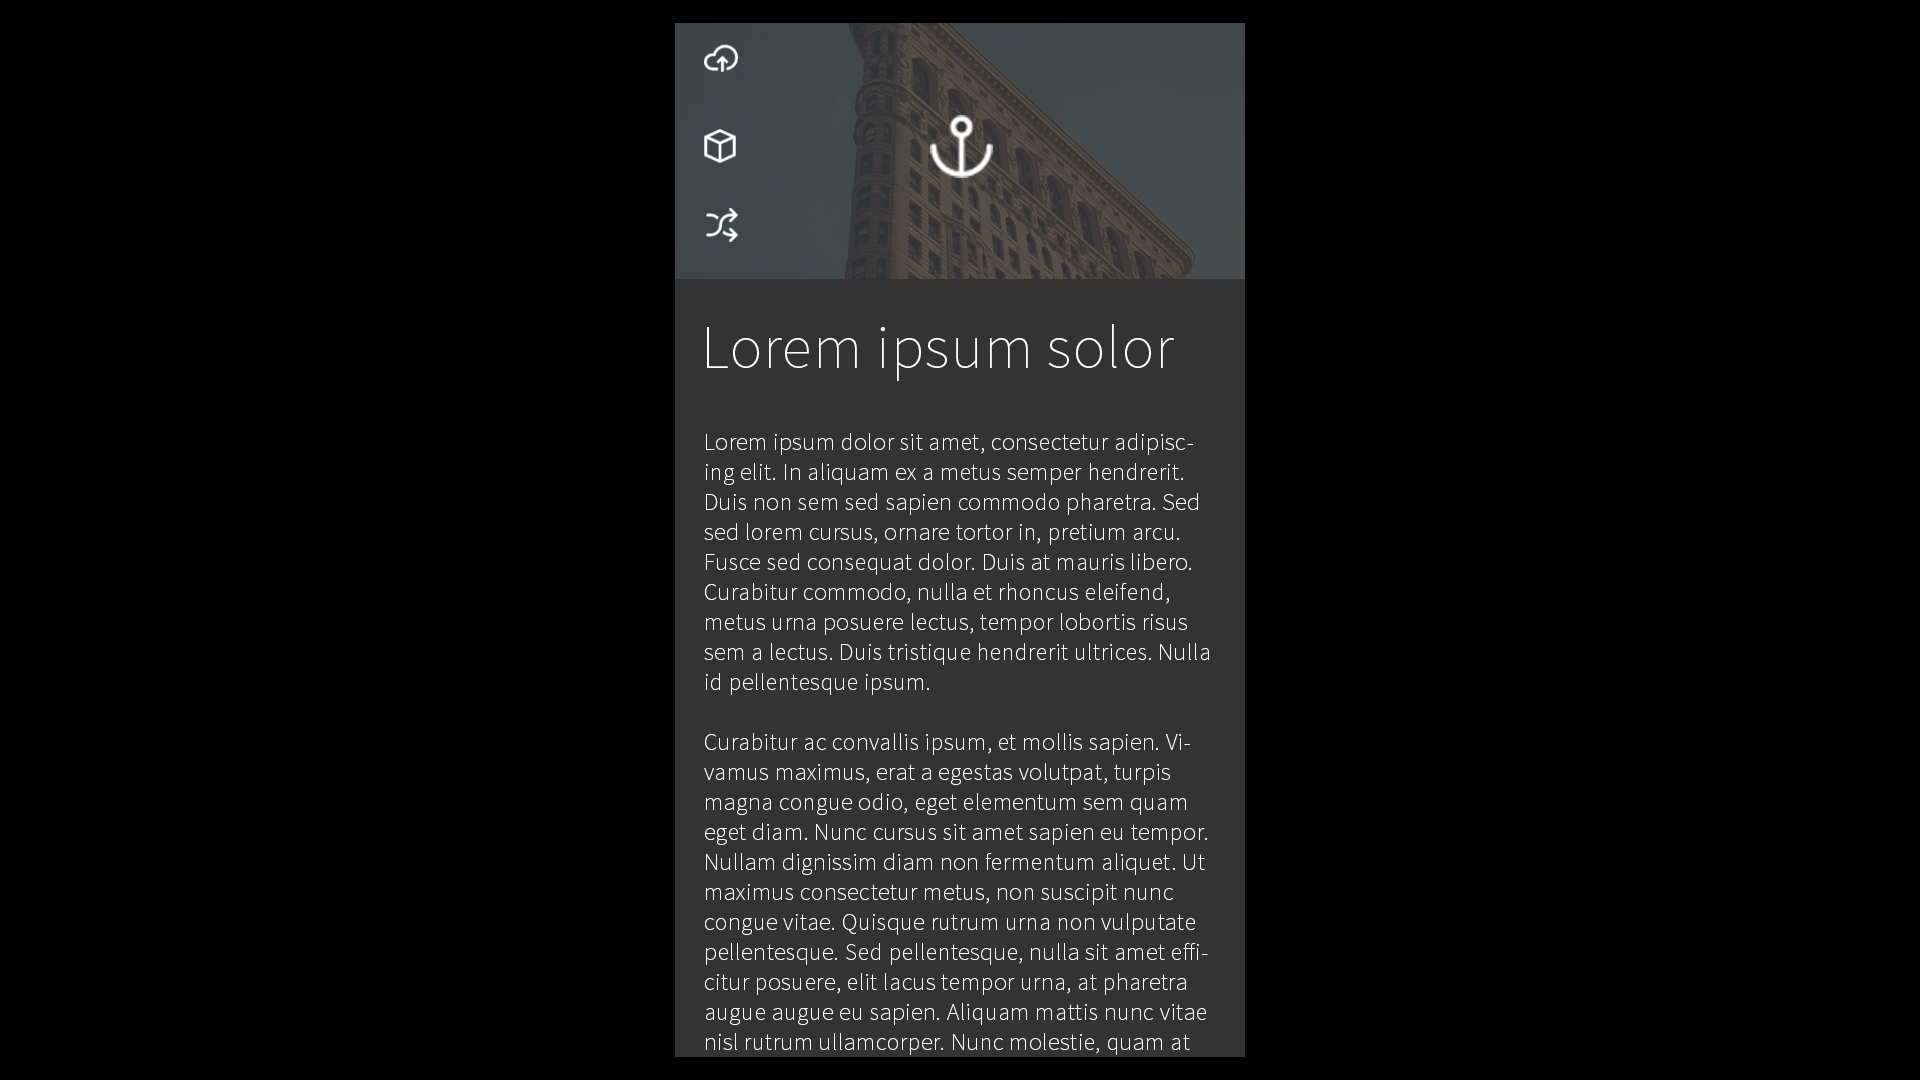 Lorem ipsum solor
Lorem ipsum dolor sit amet, consectetur adipisc-
ing elit. In aliquam ex a metus semper hendrerit.
Duis non sem sed sapien commodo pharetra. Sed
sed lorem cursus, ornare tortor in, pretium arcu.
Fusce sed consequat dolor. Duis at mauris libero.
Curabitur commodo, nulla et rhoncus eleifend,
metus urna posuere lectus, tempor lobortis risus
sem a lectus. Duis tristique hendrerit ultrices. Nulla
id pellentesque ipsum.
Curabitur ac convallis ipsum, et mollis sapien. Vi-
vamus maximus, erat a egestas volutpat, turpis
magna congue odio, eget elementum sem quam
eget diam. Nunc cursus sit amet sapien eu tempor.
Nullam dignissim diam non fermentum aliquet. Ut
maximus consectetur metus, non suscipit nunc
congue vitae. Quisque rutrum urna non vulputate
pellentesque. Sed pellentesque, nulla sit amet effi-
citur posuere, elit lacus tempor urna, at pharetra
augue augue eu sapien. Aliquam mattis nunc vitae
nisl rutrum ullamcorper. Nunc molestie, quam at